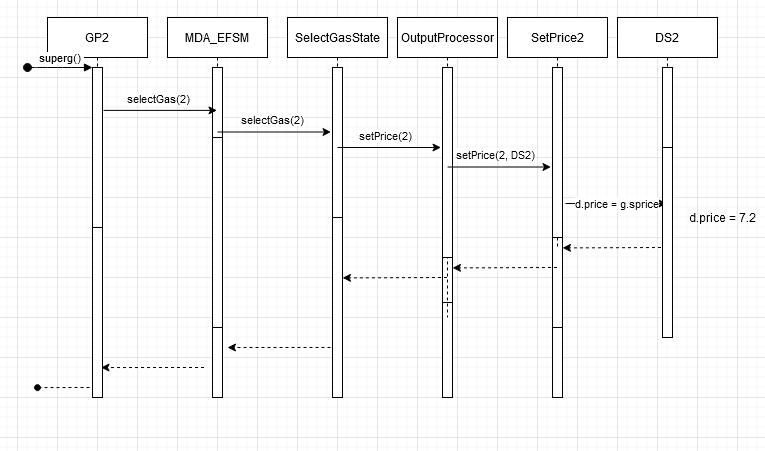 GP2
MDA_EFSM
SelectGasState
OutputProcessor
SetPrice2
DS2
superg()
selectGas(2)
selectGas(2)
setPrice(2)
setPrice(2, DS2)
d.price = g.sprice
d.price = 7.2